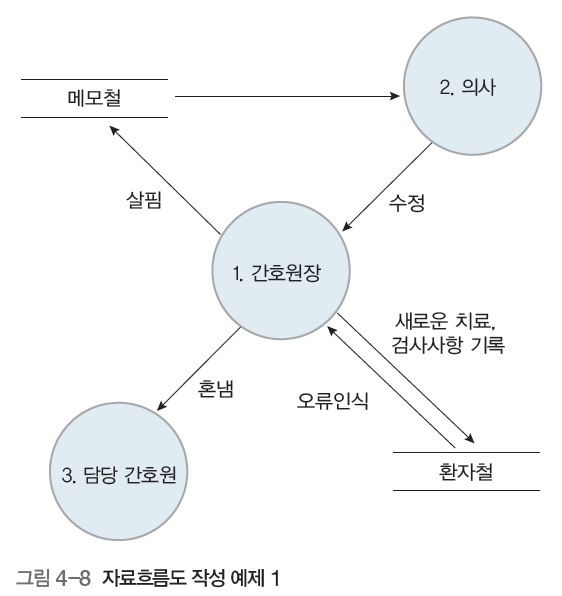 메모철
2. 의사
살핌
수정
1. 간호원장
새로운 치료,
검사사항 기록
혼냄
오류인식
3. 담당 간호원
환자철
그림 4-8 자료흐름도 작성 예제 1